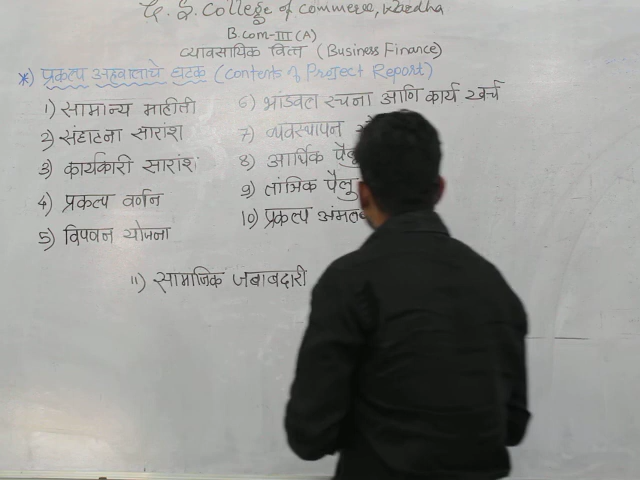 G. S. College of Commerce, Wardha
B.Com-III (A)
व्यावसायिक वित्त (Business Finance)
*) प्रकल्प अहवालाचे घटक (Contents of Project Report)
1) सामान्य माहीती
2) संघटना सारांश
3) कार्यकारी सारांश
4) प्रकल्प वर्णन
5) विपणन योजना
6) भांडवल रचना आणि कार्य खर्च
7) व्यवस्थापन
8) आर्थिक पैलु
9) तांत्रिक पैलु
10) प्रकल्प
11) सामाजिक जबाबदारी